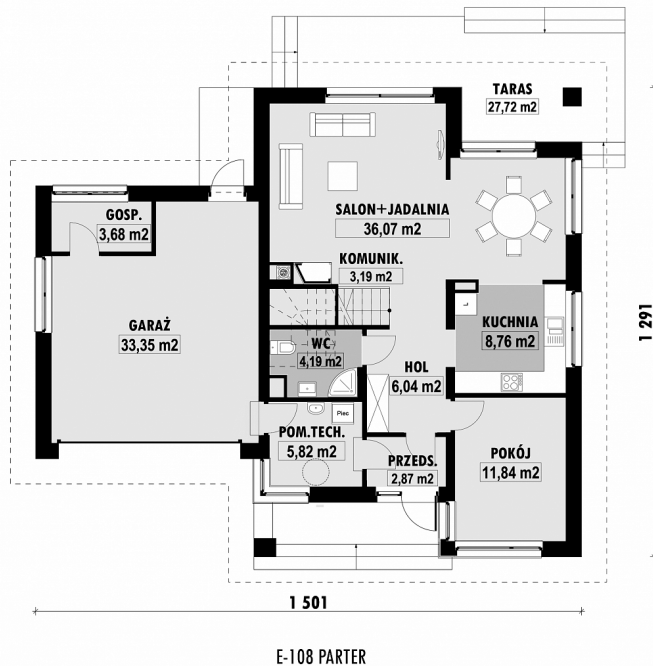 TARAS
27,72 m2
GOSP.
3,68 m2
SALON+JADALNIA
36,07 m2
KOMUNIK.
3,19 m2
GARAŻ
33,35 m2
L
KUCHNIA
8,76 m2
1 291
WC
4,19 m2
HOL
6,04 m2
Piec
POM.TECH.
5,82 m2
PRZEDS.
2,87 m2
POKÓJ
11,84 m2
1 501
E-108 PARTER